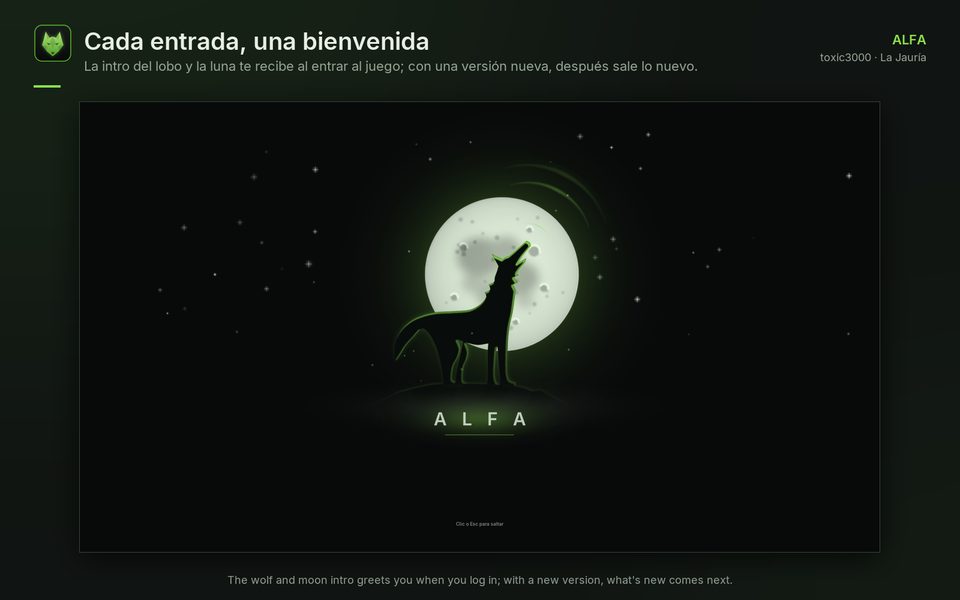 Cada entrada, una bienvenida
La intro del lobo y la luna te recibe al entrar al juego; con una versión nueva, después sale lo nuevo.
ALFA
toxic3000 · La Jauría
A L F A
Clic o Esc para saltar
The wolf and moon intro greets you when you log in; with a new version, what's new comes next.